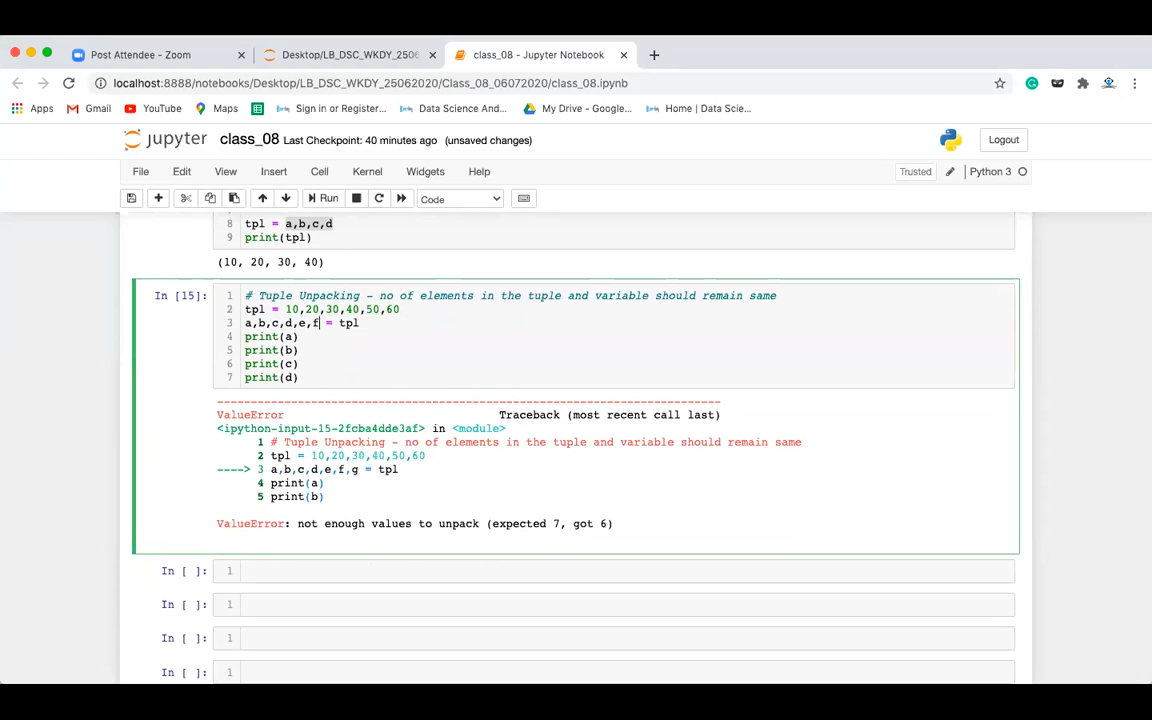 Post Attendee - Zoom
Desktop/LB_DSC_WKDY_2506
class_08 - Jupyter Notebook
localhost:8888/notebooks/Desktop/LB_DSC_WKDY_25062020/Class_08_06072020/class_08.ipynb
Apps Gmail YouTube Maps Sign in or Register... Data Science And... My Drive - Google... Home | Data Scie...
jupyter class_08 Last Checkpoint: 40 minutes ago (unsaved changes) Logout
File Edit View Insert Cell Kernel Widgets Help Trusted Python 3
Run Code
8 tpl = a,b,c,d
9 print(tpl)
(10, 20, 30, 40)
In [15]: 1 # Tuple Unpacking - no of elements in the tuple and variable should remain same
2 tpl = 10,20,30,40,50,60
3 a,b,c,d,e,f = tpl
4 print(a)
5 print(b)
6 print(c)
7 print(d)
---------------------------------------------------------------------------
ValueError Traceback (most recent call last)
<ipython-input-15-2fcba4dde3af> in <module>
1 # Tuple Unpacking - no of elements in the tuple and variable should remain same
2 tpl = 10,20,30,40,50,60
----> 3 a,b,c,d,e,f,g = tpl
4 print(a)
5 print(b)
ValueError: not enough values to unpack (expected 7, got 6)
In [ ]: 1
In [ ]: 1
In [ ]: 1
In [ ]: 1